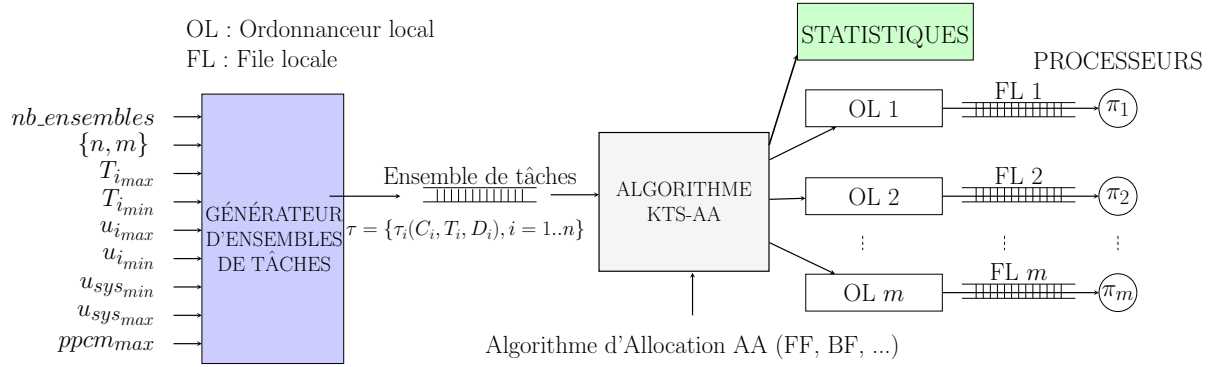 OL : Ordonnanceur local
FL : File locale
STATISTIQUES
PROCESSEURS
nb_ensembles
{n, m}
T_{i_{max}}
T_{i_{min}}
u_{i_{max}}
u_{i_{min}}
u_{sys_{min}}
u_{sys_{max}}
ppcm_{max}
GÉNÉRATEUR
D'ENSEMBLES
DE TÂCHES
Ensemble de tâches
τ = {τ_i(C_i, T_i, D_i), i = 1..n}
ALGORITHME
KTS-AA
Algorithme d'Allocation AA (FF, BF, ...)
OL 1
FL 1
π_1
OL 2
FL 2
π_2
OL m
FL m
π_m